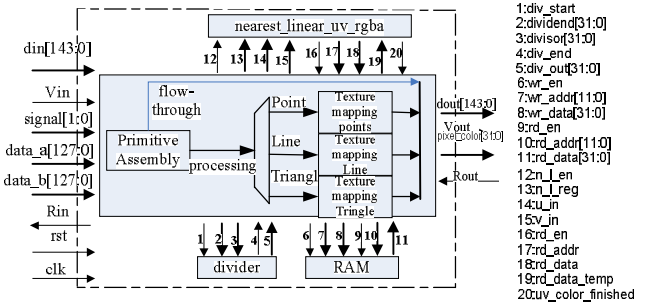 nearest_linear_uv_rgba
12 13 14 15 16 17 18 19 20
din[143:0]
Vin
signal[1:0]
data_a[127:0]
data_b[127:0]
Rin
rst
clk
flow-
through
Primitive
Assembly
processing
Point
Line
Triangl
Texture
mapping
points
Texture
mapping
Line
Texture
mapping
Tringle
dout[143:0]
Vout
pixel_color[31:0]
Rout
1 2 3 4 5 6 7 8 9 10 11
divider
RAM
1:div_start
2:dividend[31:0]
3:divisor[31:0]
4:div_end
5:div_out[31:0]
6:wr_en
7:wr_addr[11:0]
8:wr_data[31:0]
9:rd_en
10:rd_addr[11:0]
11:rd_data[31:0]
12:n_l_en
13:n_l_reg
14:u_in
15:v_in
16:rd_en
17:rd_addr
18:rd_data
19:rd_data_temp
20:uv_color_finished